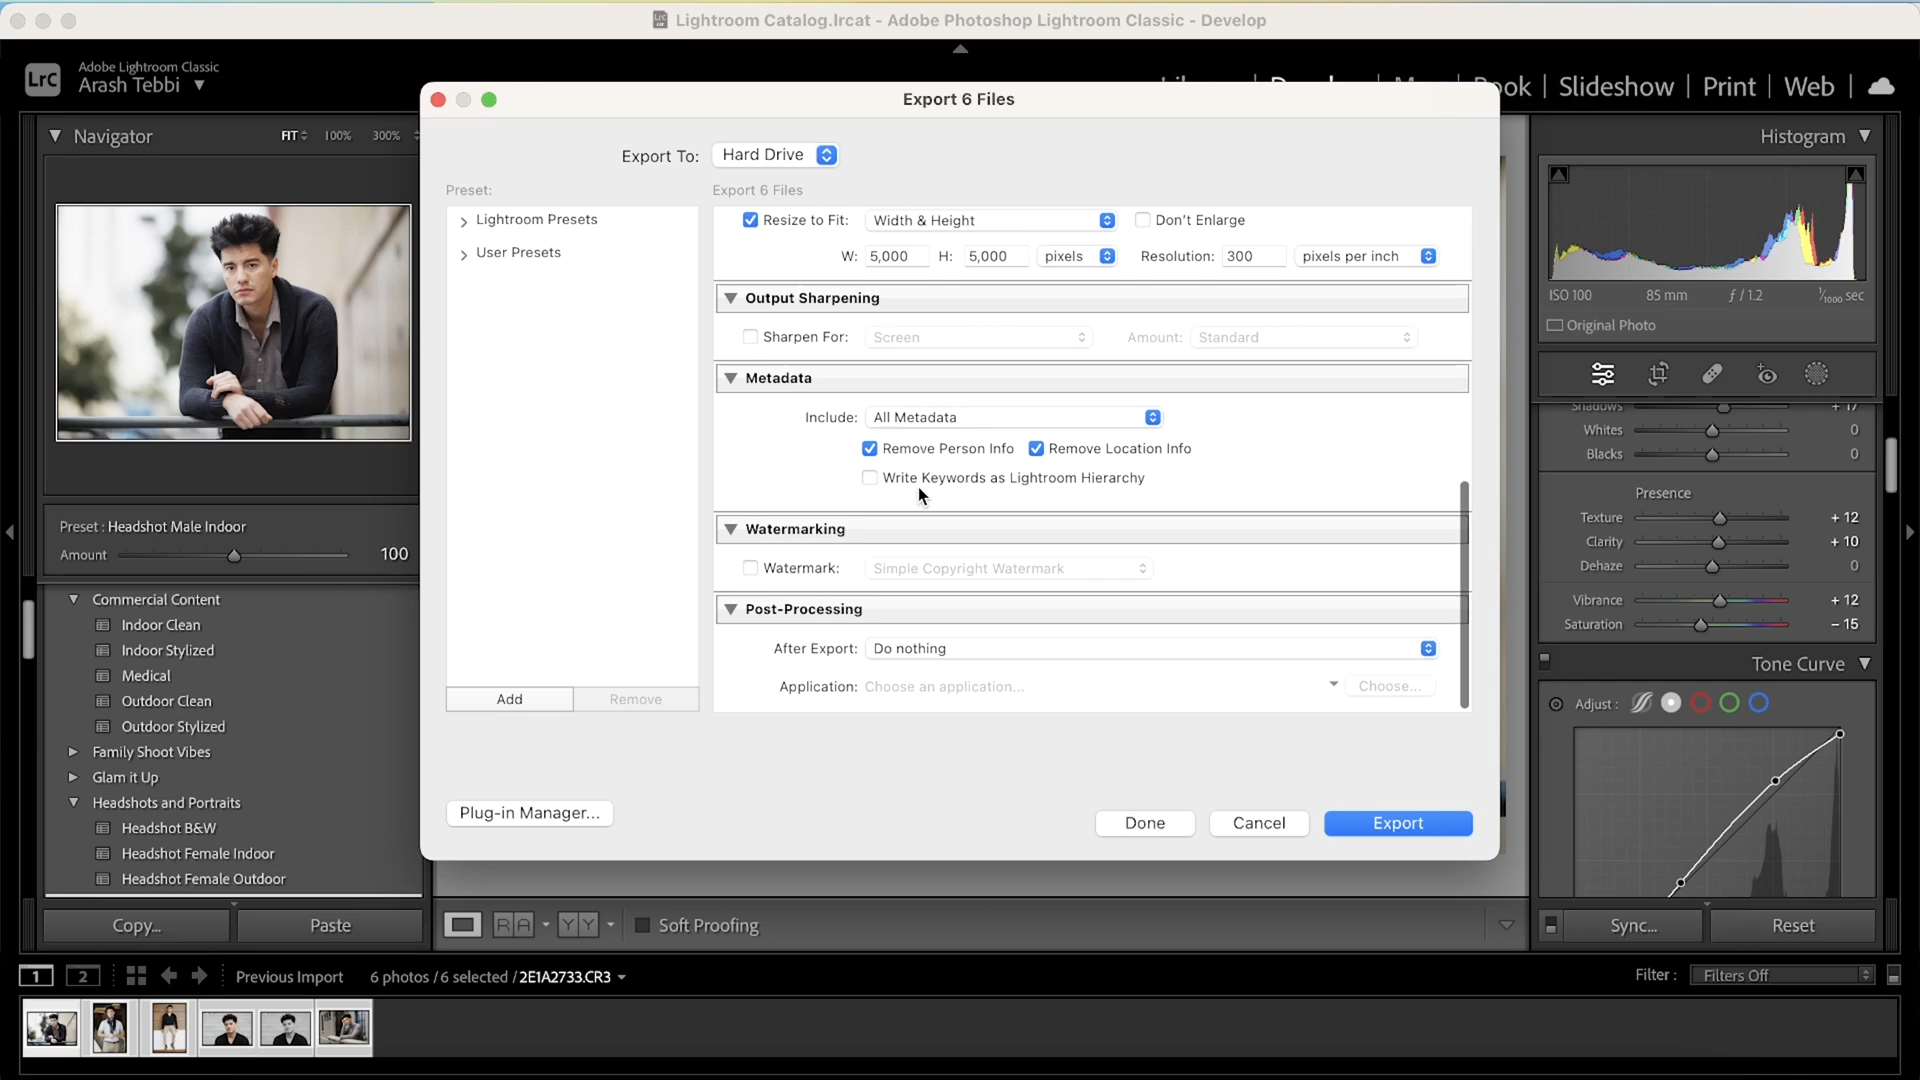 Lightroom Catalog.lrcat - Adobe Photoshop Lightroom Classic - Develop
LrC
Adobe Lightroom Classic
Arash Tebbi
Slideshow | Print | Web
Navigator
FIT 100% 300%
Preset : Headshot Male Indoor
Amount 100
Commercial Content
Indoor Clean
Indoor Stylized
Medical
Outdoor Clean
Outdoor Stylized
Family Shoot Vibes
Glam it Up
Headshots and Portraits
Headshot B&W
Headshot Female Indoor
Headshot Female Outdoor
Copy... Paste
Export 6 Files
Export To: Hard Drive
Preset:
Lightroom Presets
User Presets
Add Remove
Export 6 Files
Resize to Fit: Width & Height Don't Enlarge
W: 5,000 H: 5,000 pixels Resolution: 300 pixels per inch
Output Sharpening
Sharpen For: Screen Amount: Standard
Metadata
Include: All Metadata
Remove Person Info Remove Location Info
Write Keywords as Lightroom Hierarchy
Watermarking
Watermark: Simple Copyright Watermark
Post-Processing
After Export: Do nothing
Application: Choose an application... Choose...
Plug-in Manager... Done Cancel Export
Histogram
ISO 100 85 mm ƒ / 1.2 1/1000 sec
Original Photo
Shadows + 17
Whites 0
Blacks 0
Presence
Texture + 12
Clarity + 10
Dehaze 0
Vibrance + 12
Saturation – 15
Tone Curve
Adjust :
Sync... Reset
R A Y Y Soft Proofing
1 2 Previous Import 6 photos / 6 selected / 2E1A2733.CR3
Filter : Filters Off